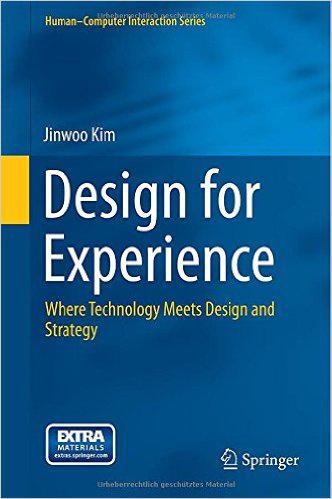 Urheberrechtlich geschütztes Material
Human–Computer Interaction Series
Jinwoo Kim
Design for
Experience
Where Technology Meets Design and
Strategy
EXTRA
MATERIALS
extras.springer.com
Springer
Urheberrechtlich geschütztes Material